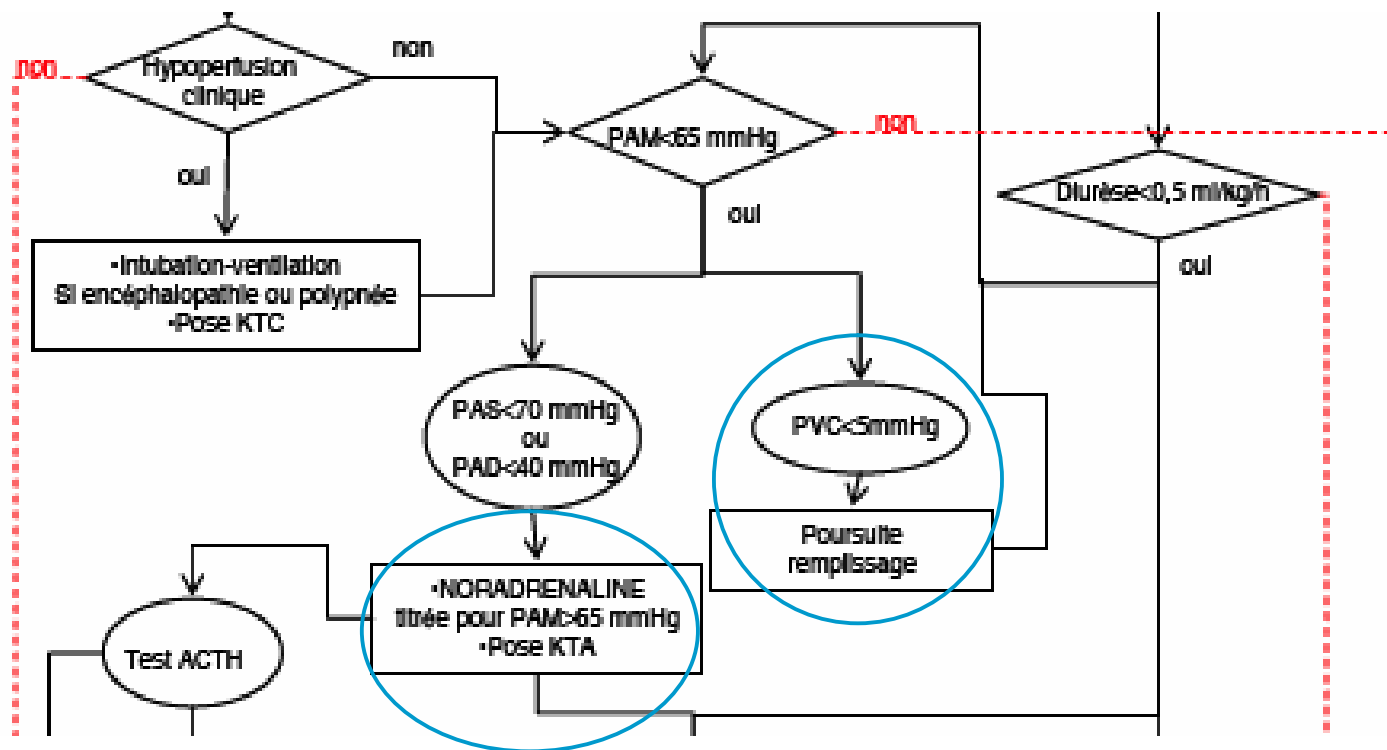 Hypoperfusion
clinique
non
non
oui
•Intubation-ventilation
Si encéphalopathie ou polypnée
•Pose KTC
PAM<65 mmHg
non
oui
Diurèse<0,5 ml/kg/h
oui
PAS<70 mmHg
ou
PAD<40 mmHg
PVC<5mmHg
Poursuite
remplissage
•NORADRENALINE
titrée pour PAM>65 mmHg
•Pose KTA
Test ACTH